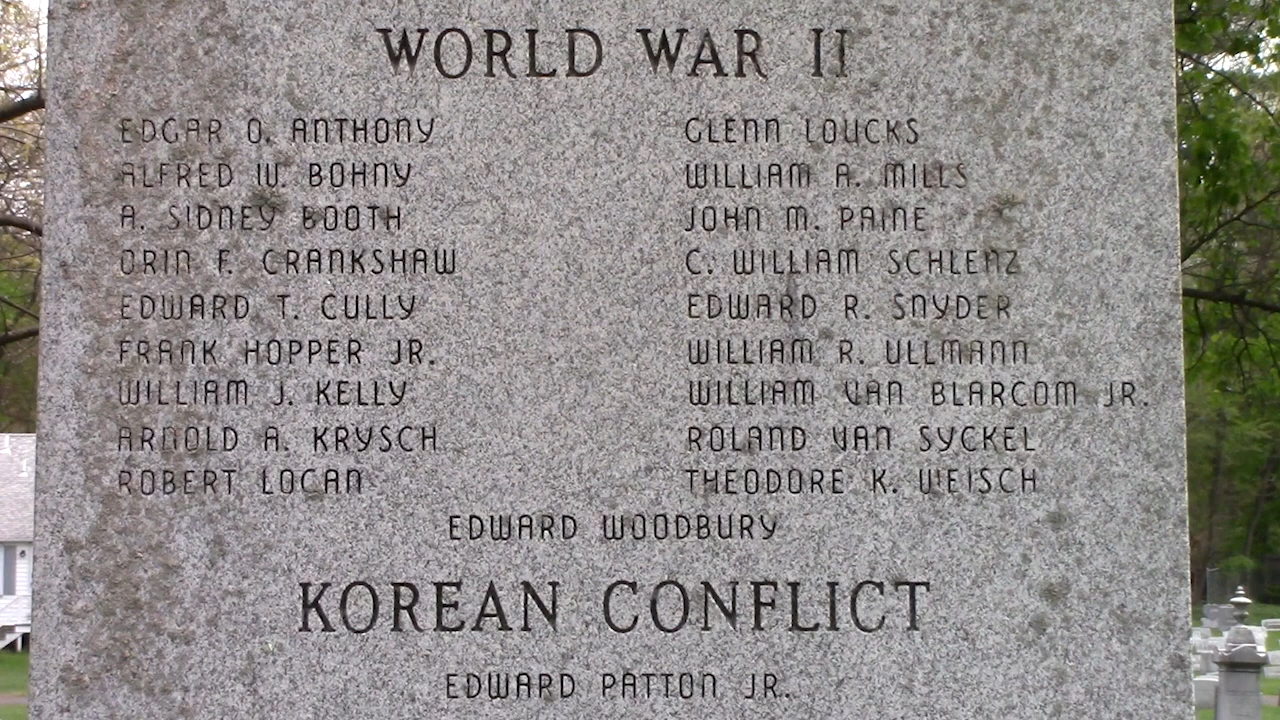 WORLD WAR II
EDGAR O. ANTHONY
ALFRED W. BOHNY
A. SIDNEY BOOTH
ORIN F. CRANKSHAW
EDWARD T. CULLY
FRANK HOPPER JR.
WILLIAM J. KELLY
ARNOLD A. KRYSCH
ROBERT LOCAN
GLENN LOUCKS
WILLIAM A. MILLS
JOHN M. PAINE
C. WILLIAM SCHLENZ
EDWARD R. SNYDER
WILLIAM R. ULLMANN
WILLIAM VAN BLARCOM JR.
ROLAND VAN SYCKEL
THEODORE K. WEISCH
EDWARD WOODBURY
KOREAN CONFLICT
EDWARD PATTON JR.